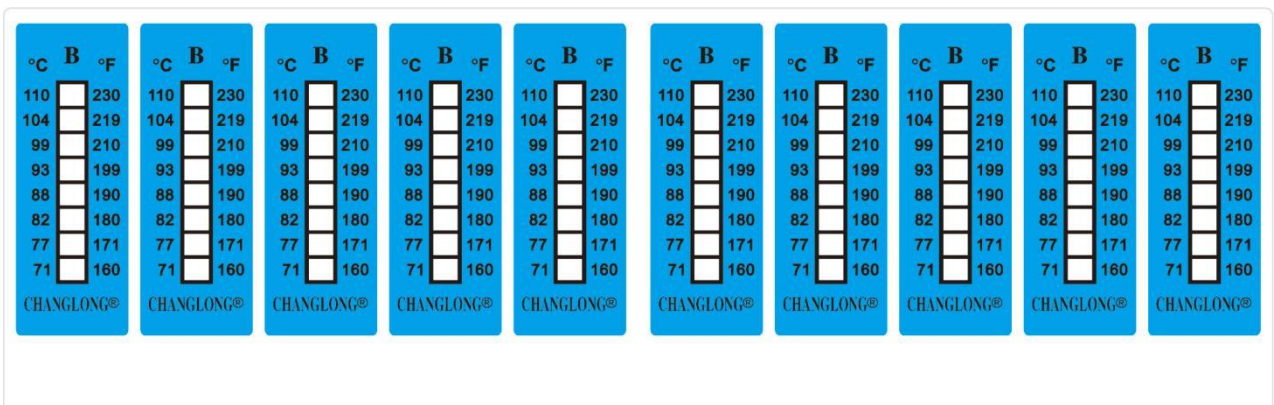 B B B B B B B B B B
°C °F °C °F °C °F °C °F °C °F °C °F °C °F °C °F °C °F °C °F
110 230 110 230 110 230 110 230 110 230 110 230 110 230 110 230 110 230 110 230
104 219 104 219 104 219 104 219 104 219 104 219 104 219 104 219 104 219 104 219
99 210 99 210 99 210 99 210 99 210 99 210 99 210 99 210 99 210 99 210
93 199 93 199 93 199 93 199 93 199 93 199 93 199 93 199 93 199 93 199
88 190 88 190 88 190 88 190 88 190 88 190 88 190 88 190 88 190 88 190
82 180 82 180 82 180 82 180 82 180 82 180 82 180 82 180 82 180 82 180
77 171 77 171 77 171 77 171 77 171 77 171 77 171 77 171 77 171 77 171
71 160 71 160 71 160 71 160 71 160 71 160 71 160 71 160 71 160 71 160
CHANGLONG® CHANGLONG® CHANGLONG® CHANGLONG® CHANGLONG® CHANGLONG® CHANGLONG® CHANGLONG® CHANGLONG® CHANGLONG®